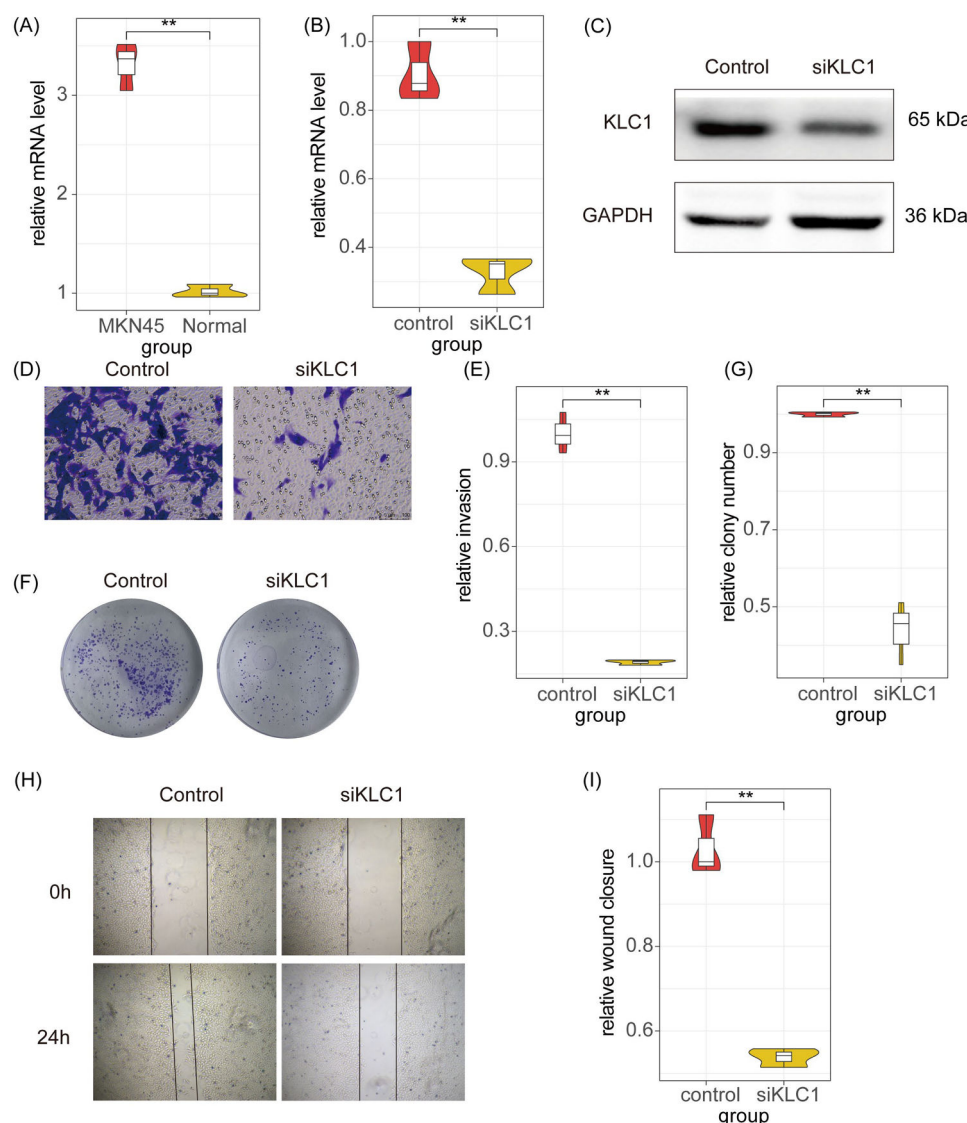 (A)
**
relative mRNA level
3
2
1
MKN45 Normal
group
(B)
**
relative mRNA level
1.0
0.8
0.6
0.4
control siKLC1
group
(C)
Control siKLC1
KLC1 65 kDa
GAPDH 36 kDa
(D)
Control siKLC1
(E)
**
relative invasion
0.9
0.6
0.3
control siKLC1
group
(G)
**
relative clony number
0.9
0.7
0.5
control siKLC1
group
(F)
Control siKLC1
(H)
Control siKLC1
0h
24h
(I)
**
relative wound closure
1.0
0.8
0.6
control siKLC1
group